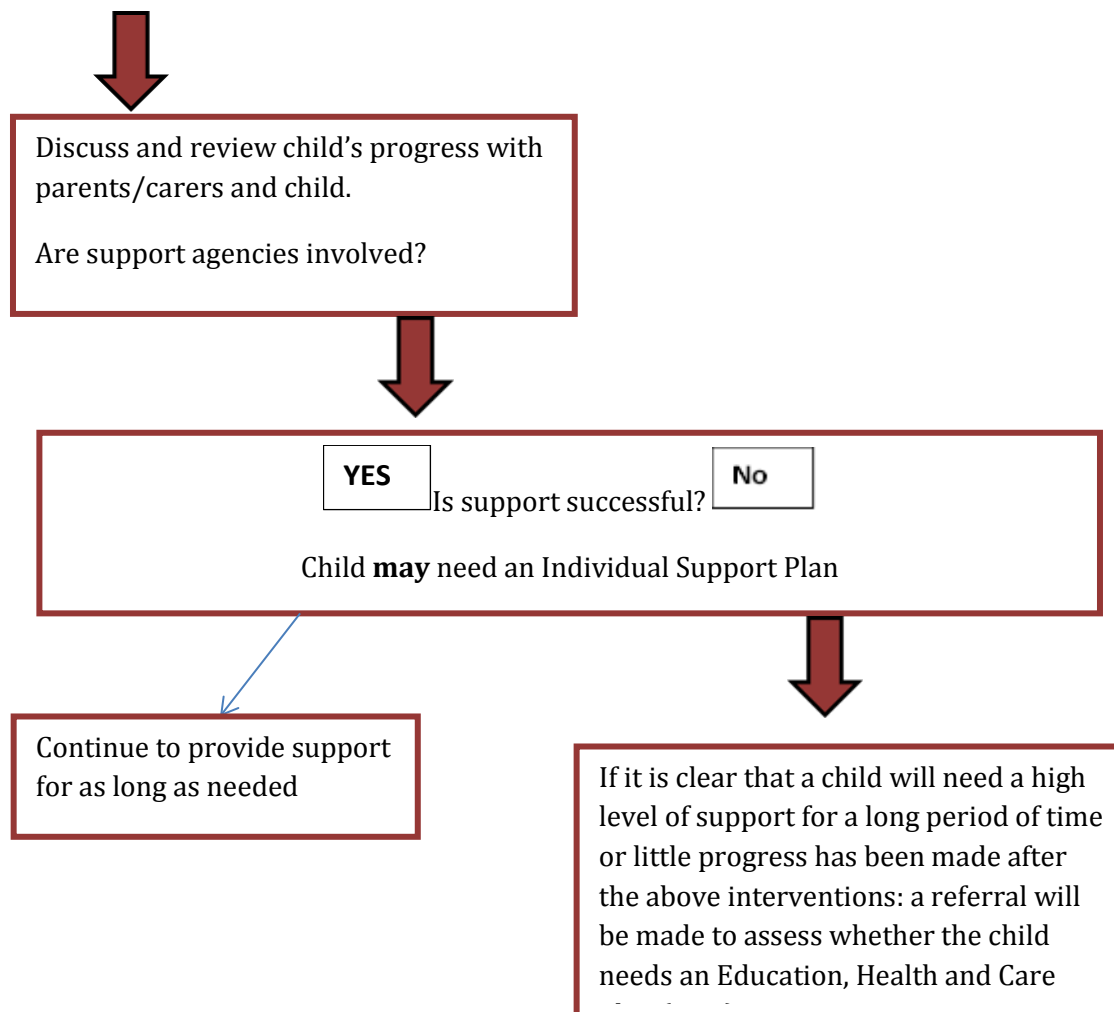 Discuss and review child’s progress with
parents/carers and child.
Are support agencies involved?
YES
Is support successful?
No
Child may need an Individual Support Plan
Continue to provide support
for as long as needed
If it is clear that a child will need a high
level of support for a long period of time
or little progress has been made after
the above interventions: a referral will
be made to assess whether the child
needs an Education, Health and Care